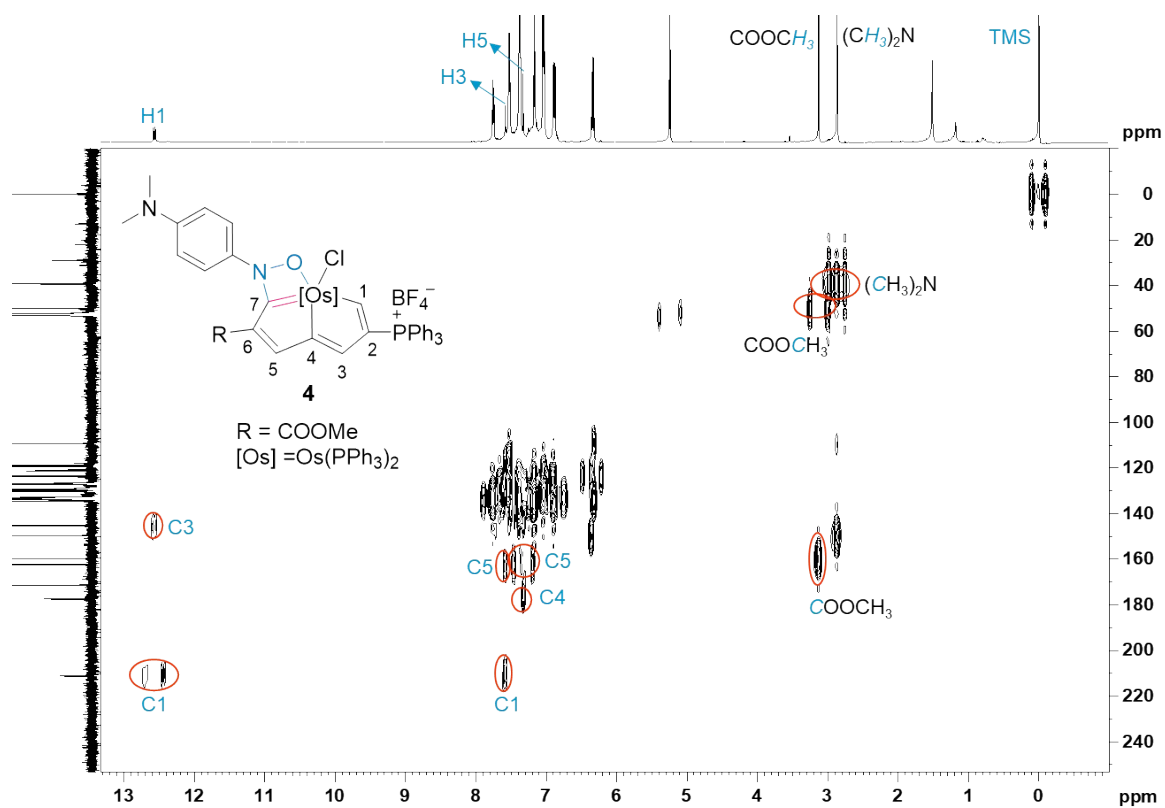 COOCH3 (CH3)2N TMS
H5
H3
H1
ppm
0
20
40
60
80
100
120
140
160
180
200
220
240
N
N O Cl
7 [Os] 1
BF4−
R + PPh3
6 5 4 3 2
4
R = COOMe
[Os] =Os(PPh3)2
(CH3)2N
COOCH3
C3
C5 C5
C4
COOCH3
C1 C1
13 12 11 10 9 8 7 6 5 4 3 2 1 0 ppm